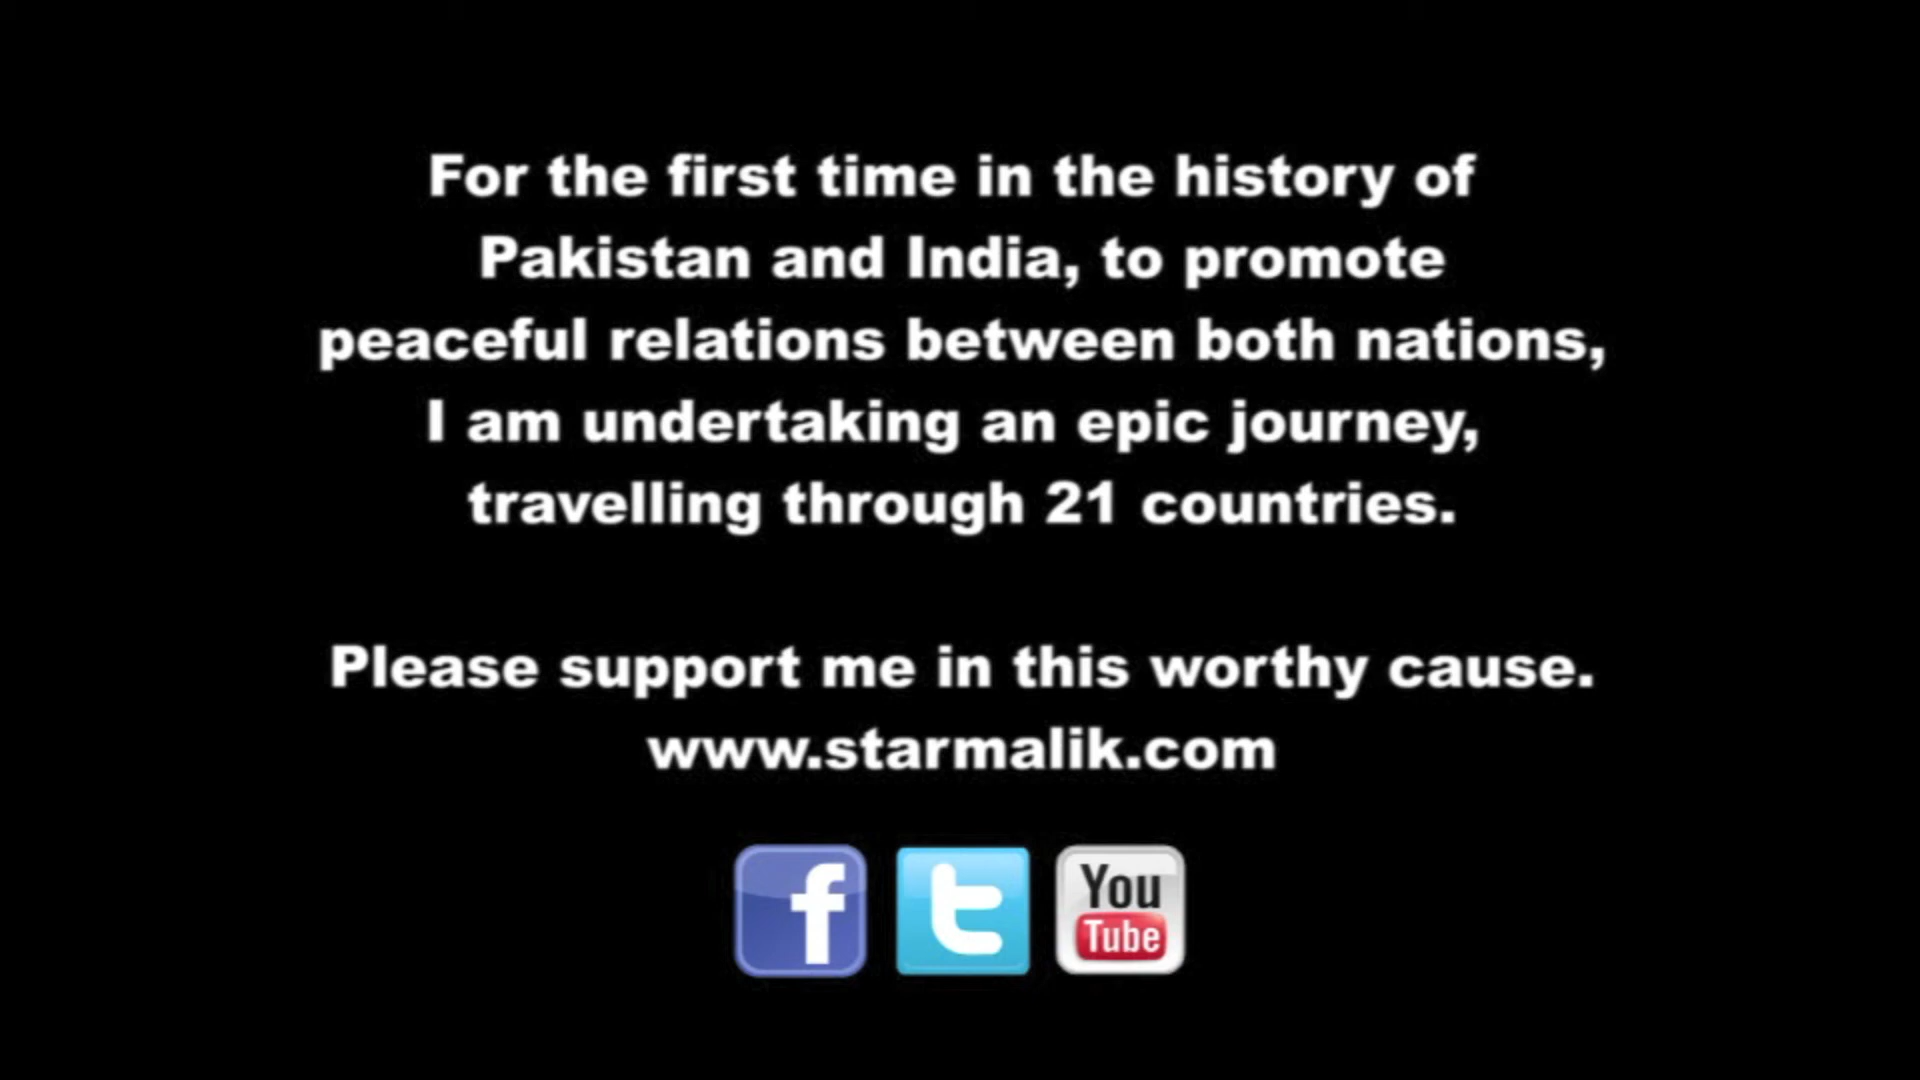 For the first time in the history of
Pakistan and India, to promote
peaceful relations between both nations,
I am undertaking an epic journey,
travelling through 21 countries.
Please support me in this worthy cause.
www.starmalik.com
f t You
Tube